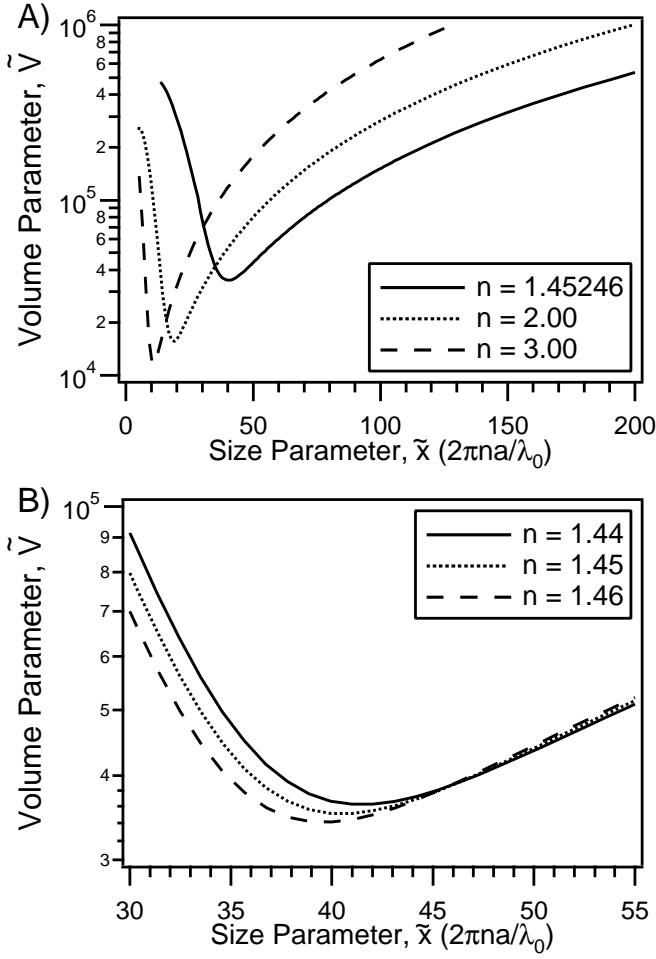 A)
Volume Parameter, Ṽ
10⁶
8
6
4
2
10⁵
8
6
4
2
10⁴
n = 1.45246
n = 2.00
n = 3.00
0 50 100 150 200
Size Parameter, x̃ (2πna/λ₀)
B)
Volume Parameter, Ṽ
10⁵
9
8
7
6
5
4
3
n = 1.44
n = 1.45
n = 1.46
30 35 40 45 50 55
Size Parameter, x̃ (2πna/λ₀)